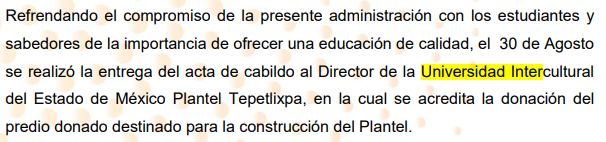 Refrendando el compromiso de la presente administración con los estudiantes y
sabedores de la importancia de ofrecer una educación de calidad, el 30 de Agosto
se realizó la entrega del acta de cabildo al Director de la Universidad Intercultural
del Estado de México Plantel Tepetlixpa, en la cual se acredita la donación del
predio donado destinado para la construcción del Plantel.